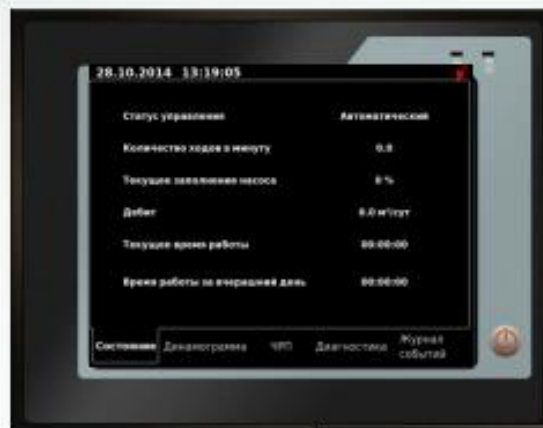 28.10.2014 13:19:05
Статус управления Автоматический
Количество ходов в минуту 0.0
Текущее заполнение насоса 0 %
Дебит 0.0 м³/сут
Текущее время работы 00:00:00
Время работы за вчерашний день 00:00:00
Состояние Динамограмма ЧРП Диагностика Журнал событий